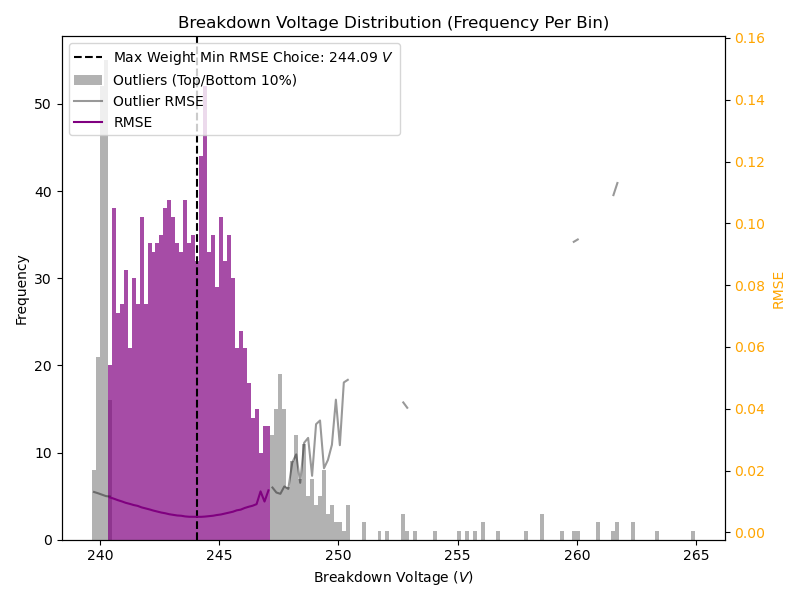 Breakdown Voltage Distribution (Frequency Per Bin)
Max Weight Min RMSE Choice: 244.09 V
Outliers (Top/Bottom 10%)
Outlier RMSE
RMSE
Frequency
50
40
30
20
10
0
0.16
0.14
0.12
0.10
0.08
0.06
0.04
0.02
0.00
RMSE
240 245 250 255 260 265
Breakdown Voltage (V)